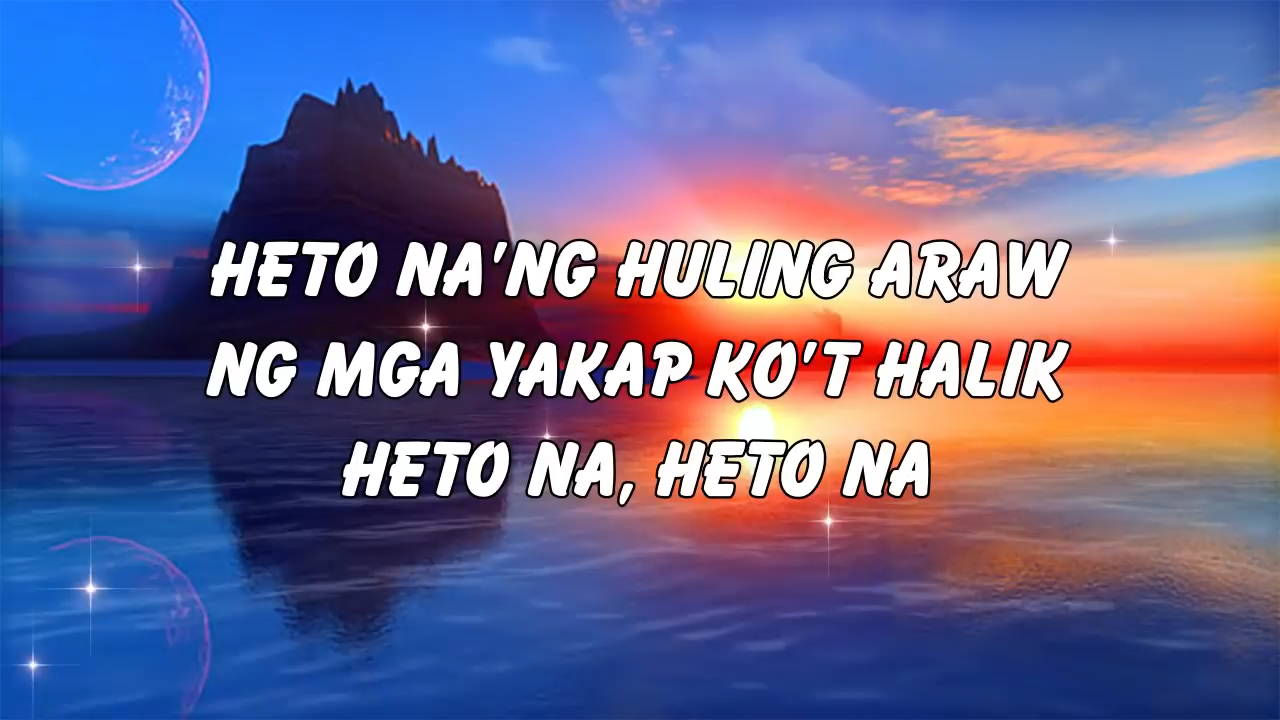 HETO NA'NG HULING ARAW
NG MGA YAKAP KO'T HALIK
HETO NA, HETO NA